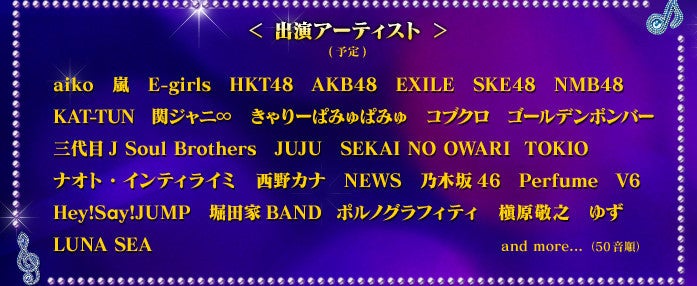 ＜ 出演アーティスト ＞
(予定)
aiko 嵐 E-girls HKT48 AKB48 EXILE SKE48 NMB48
KAT-TUN 関ジャニ∞ きゃりーぱみゅぱみゅ コブクロ ゴールデンボンバー
三代目 J Soul Brothers JUJU SEKAI NO OWARI TOKIO
ナオト・インティライミ 西野カナ NEWS 乃木坂46 Perfume V6
Hey!Say!JUMP 堀田家BAND ポルノグラフィティ 槇原敬之 ゆず
LUNA SEA
and more... (50音順)